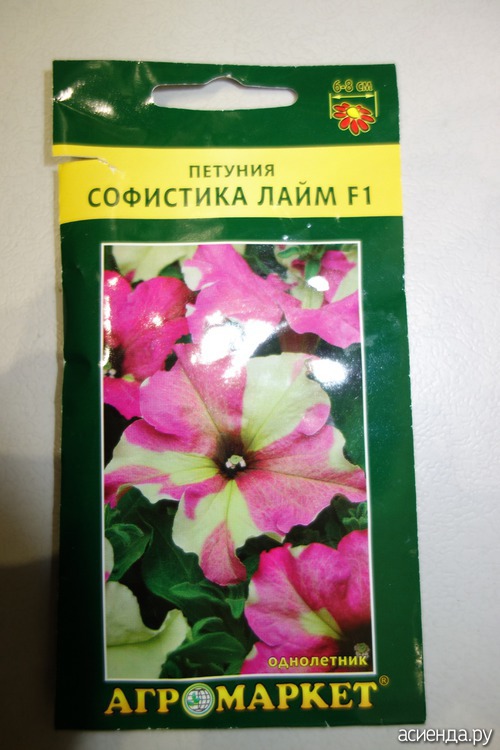 6-8 см
ПЕТУНИЯ
СОФИСТИКА ЛАЙМ F1
однолетник
АГРОМАРКЕТ®
асиенда.ру